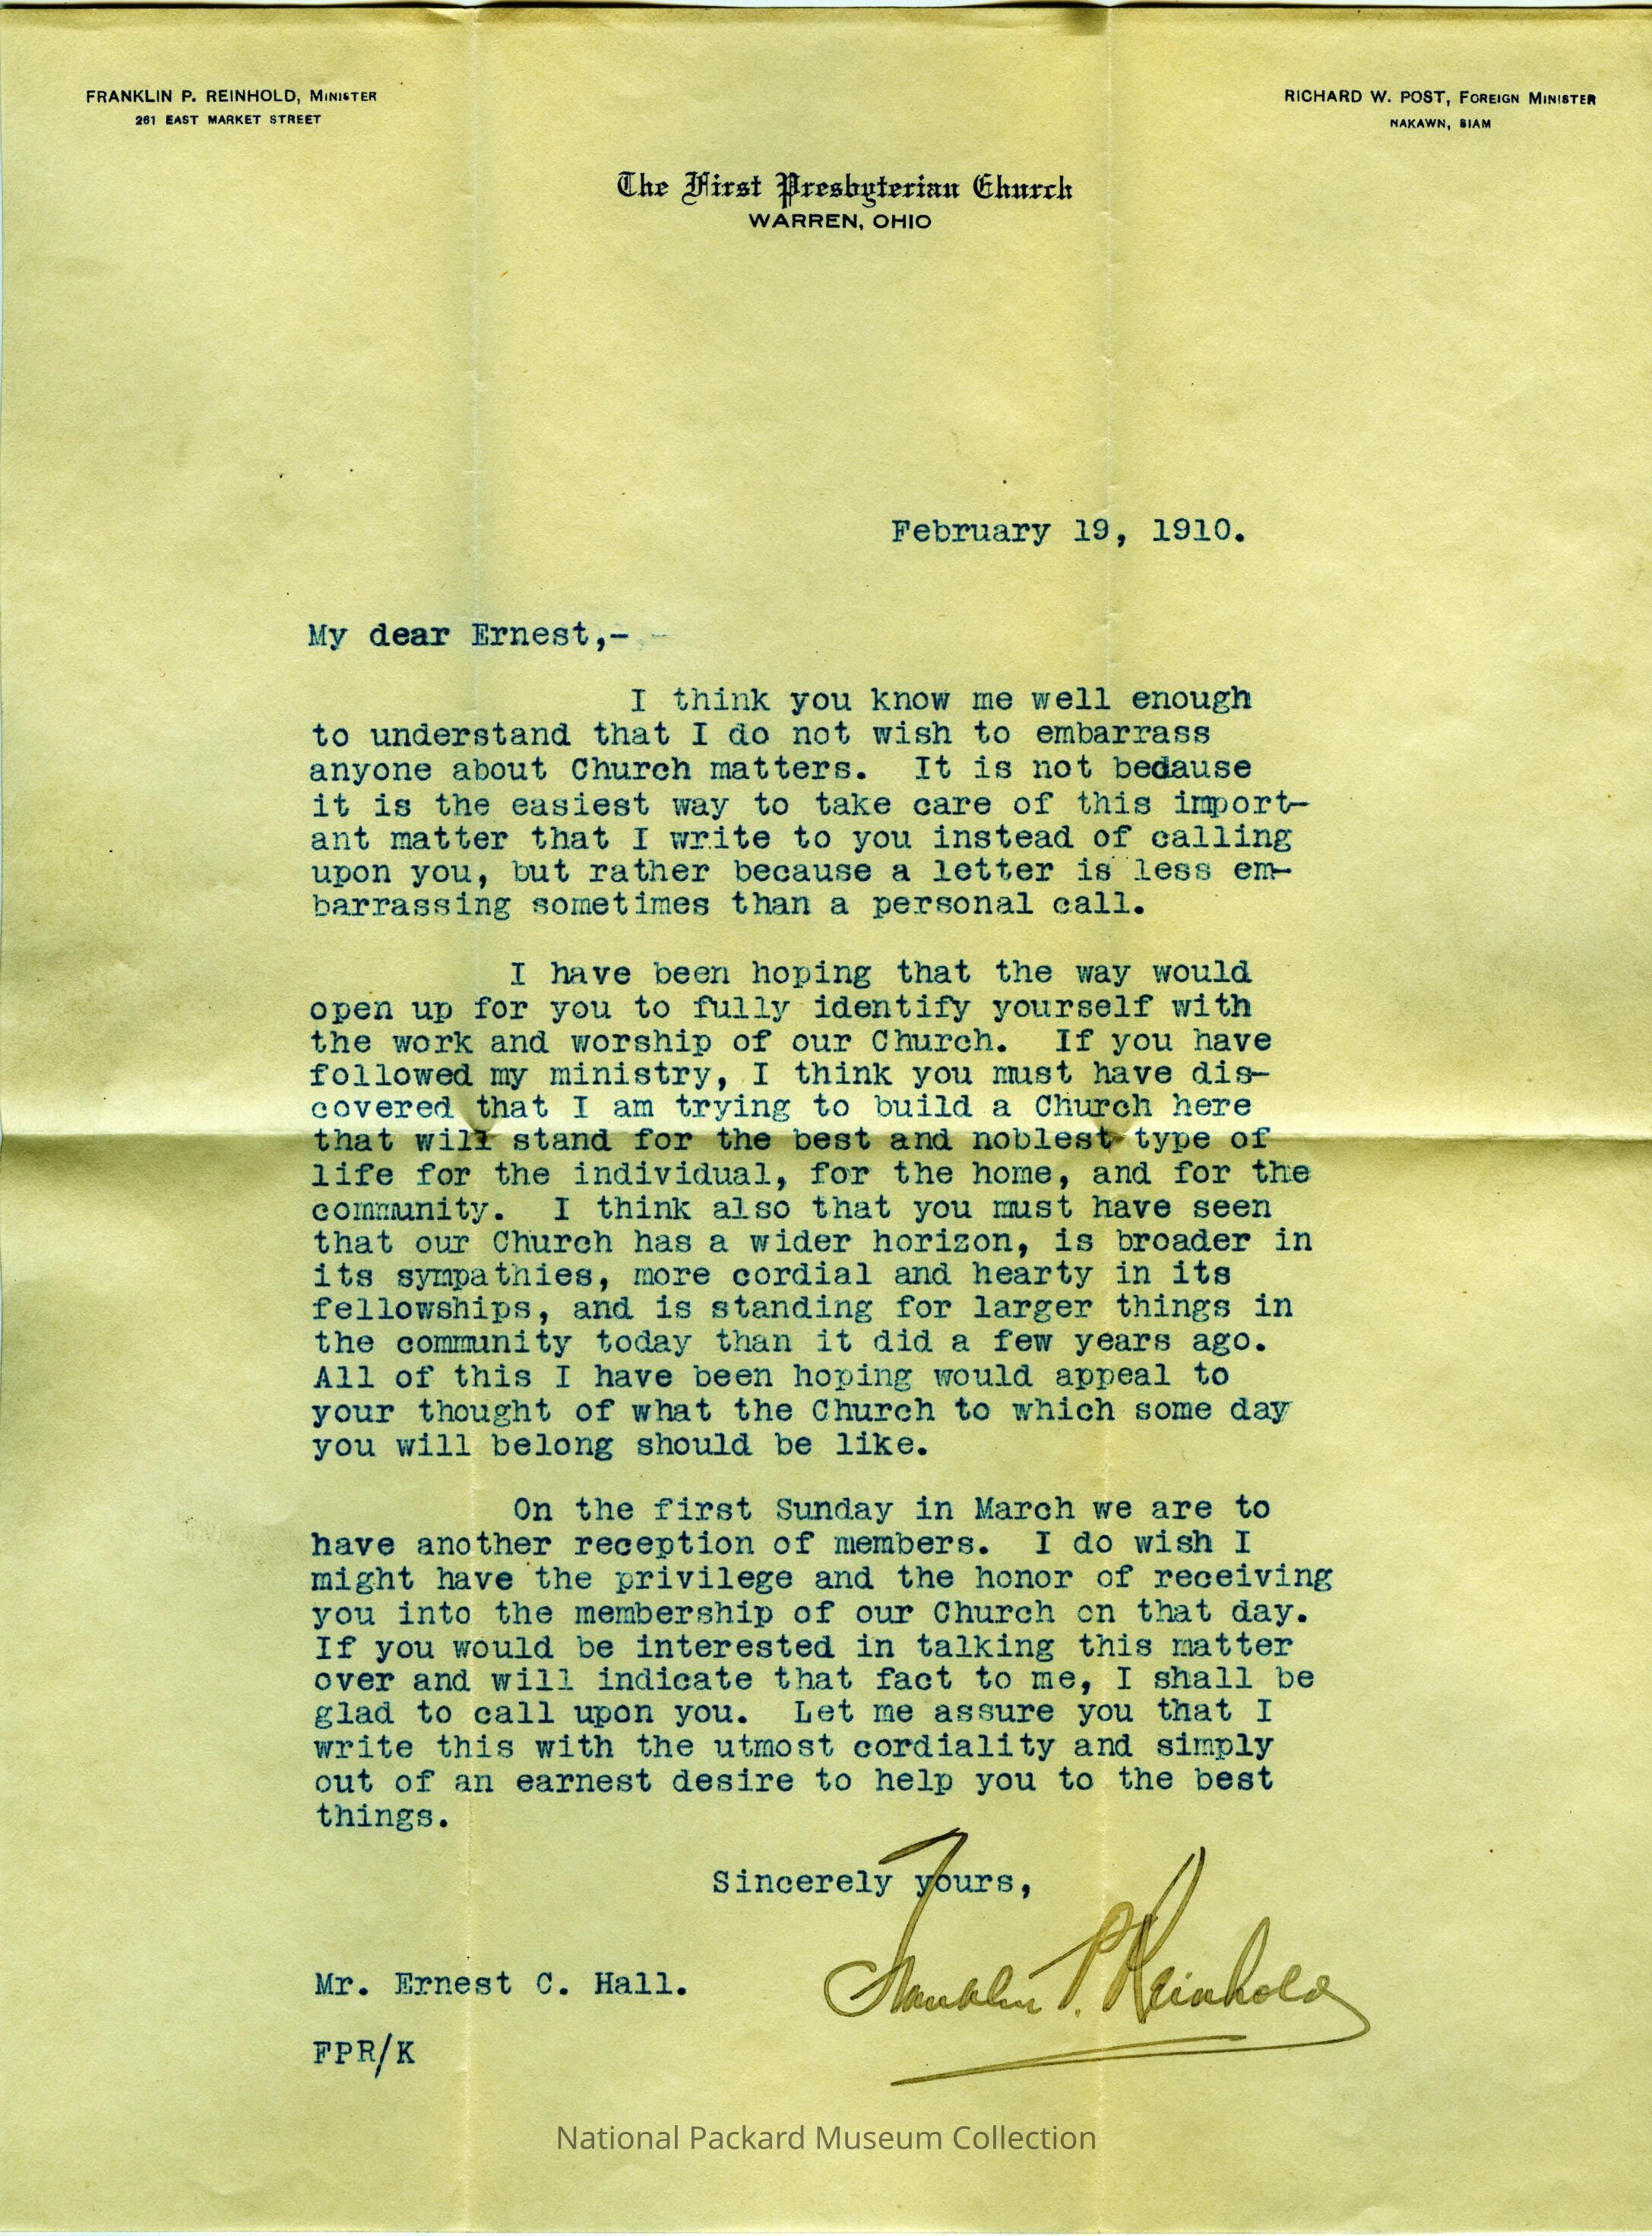 FRANKLIN P. REINHOLD, MINISTER
261 EAST MARKET STREET
RICHARD W. POST, FOREIGN MINISTER
NAKAWN, SIAM
The First Presbyterian Church
WARREN, OHIO
February 19, 1910.
My dear Ernest,-
I think you know me well enough
to understand that I do not wish to embarrass
anyone about Church matters. It is not bedause
it is the easiest way to take care of this import-
ant matter that I write to you instead of calling
upon you, but rather because a letter is less em-
barrassing sometimes than a personal call.
I have been hoping that the way would
open up for you to fully identify yourself with
the work and worship of our Church. If you have
followed my ministry, I think you must have dis-
covered that I am trying to build a Church here
that will stand for the best and noblest type of
life for the individual, for the home, and for the
community. I think also that you must have seen
that our Church has a wider horizon, is broader in
its sympathies, more cordial and hearty in its
fellowships, and is standing for larger things in
the community today than it did a few years ago.
All of this I have been hoping would appeal to
your thought of what the Church to which some day
you will belong should be like.
On the first Sunday in March we are to
have another reception of members. I do wish I
might have the privilege and the honor of receiving
you into the membership of our Church on that day.
If you would be interested in talking this matter
over and will indicate that fact to me, I shall be
glad to call upon you. Let me assure you that I
write this with the utmost cordiality and simply
out of an earnest desire to help you to the best
things.
Sincerely yours,
Franklin P. Reinhold
Mr. Ernest C. Hall.
FPR/K
National Packard Museum Collection